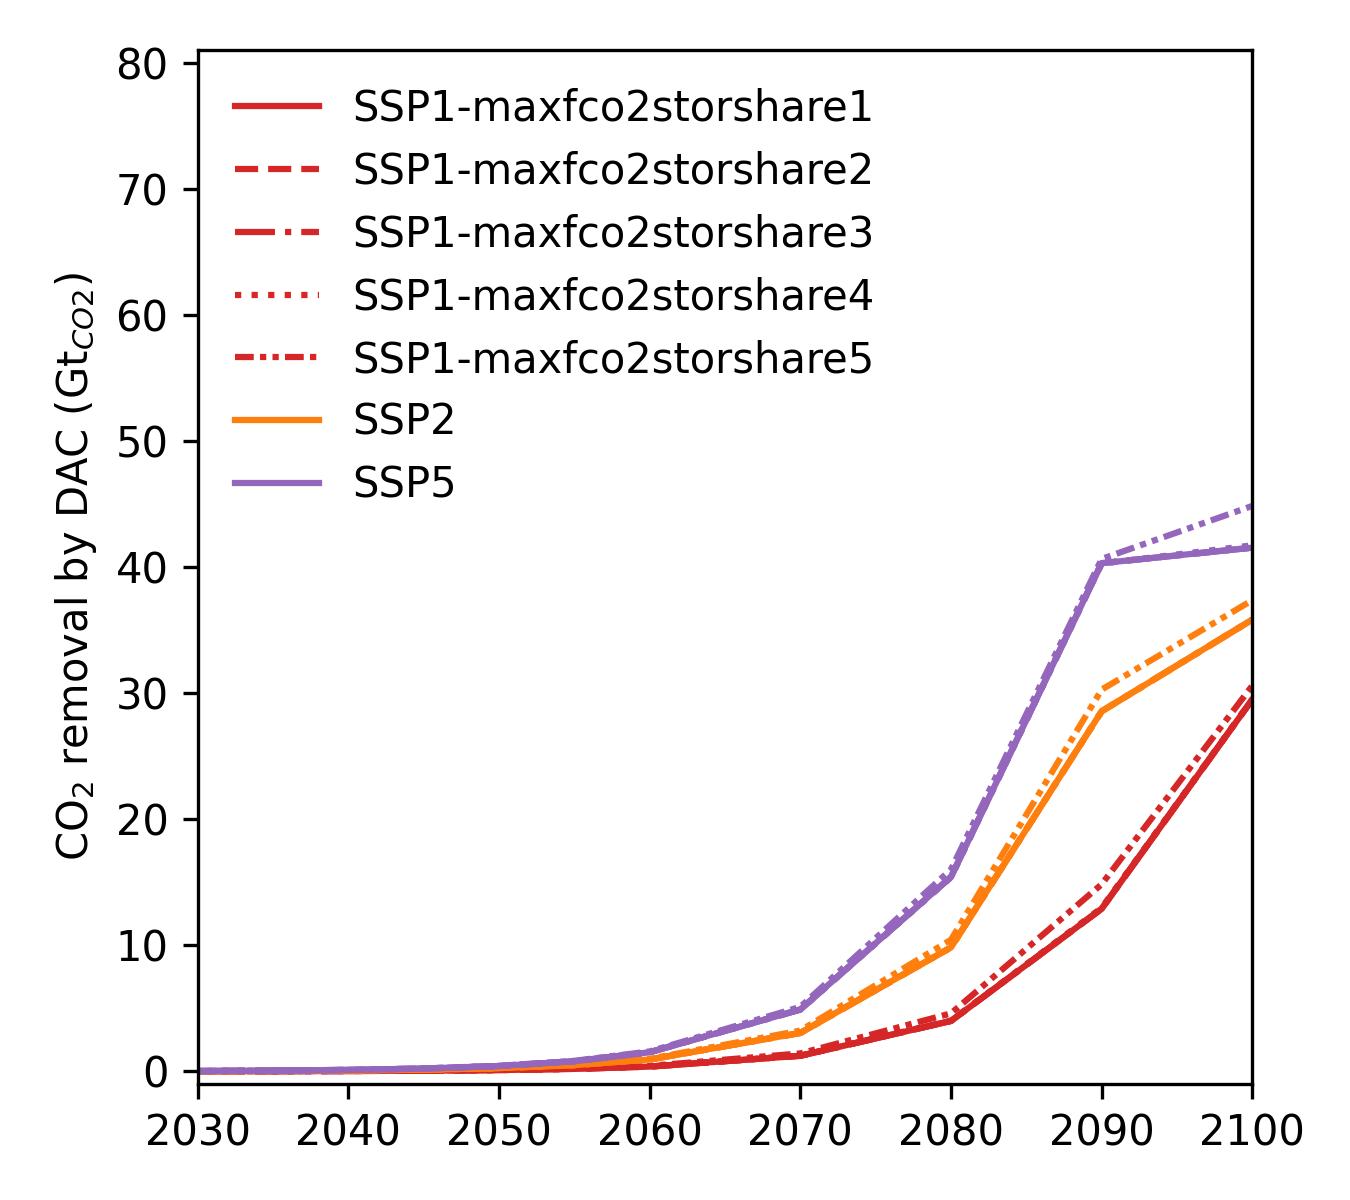 80
70
60
50
40
30
20
10
0
CO2 removal by DAC (GtCO2)
SSP1-maxfco2storshare1
SSP1-maxfco2storshare2
SSP1-maxfco2storshare3
SSP1-maxfco2storshare4
SSP1-maxfco2storshare5
SSP2
SSP5
2030 2040 2050 2060 2070 2080 2090 2100